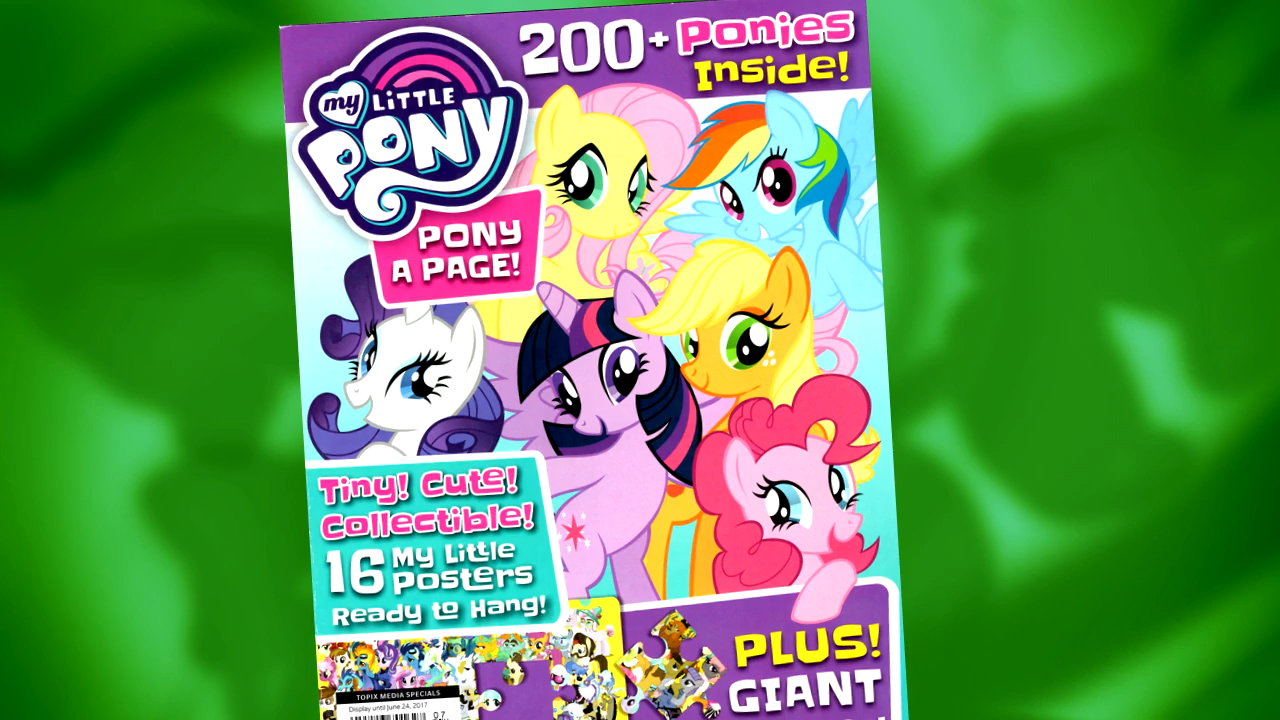 200+ Ponies
Inside!
my LiTTLE
PONY
PONY
A PAGE!
Tiny! Cute!
Collectible!
16 My Little
Posters
Ready to Hang!
PLUS!
GIANT
TOPIX MEDIA SPECIALS
Display until June 24, 2017
07